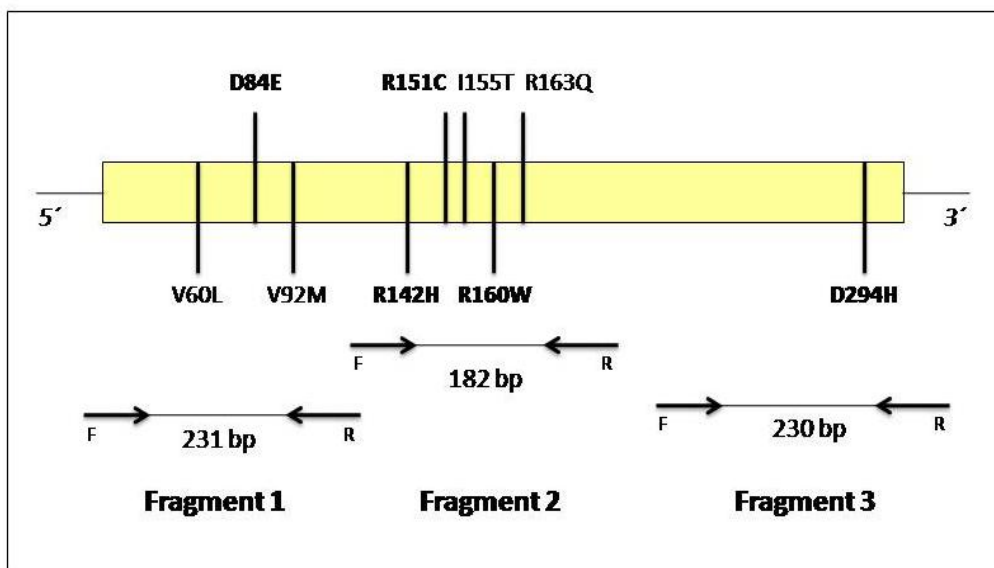 D84E R151C I155T R163Q
5´ 3´
V60L V92M R142H R160W D294H
F R
182 bp
F R F R
231 bp 230 bp
Fragment 1 Fragment 2 Fragment 3